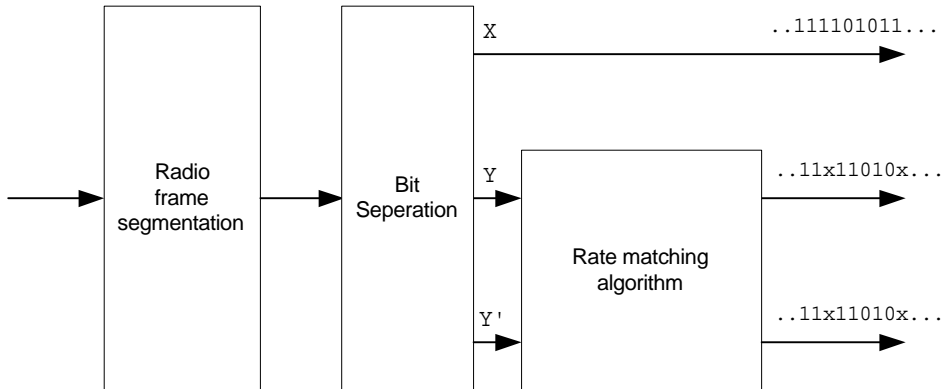 X
..111101011...
Radio
frame
segmentation
Bit
Seperation
Y
..11x11010x...
Rate matching
algorithm
Y'
..11x11010x...